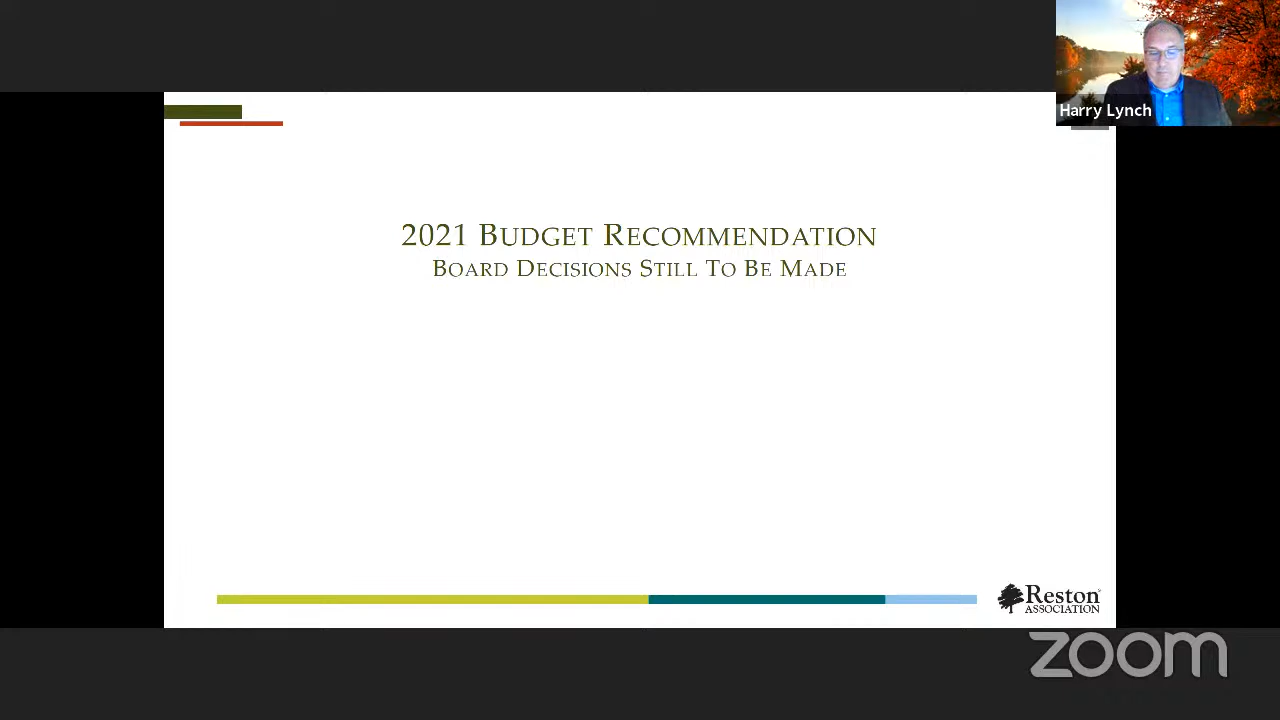 Harry Lynch
2021 Budget Recommendation
Board Decisions Still To Be Made
Reston
ASSOCIATION
zoom